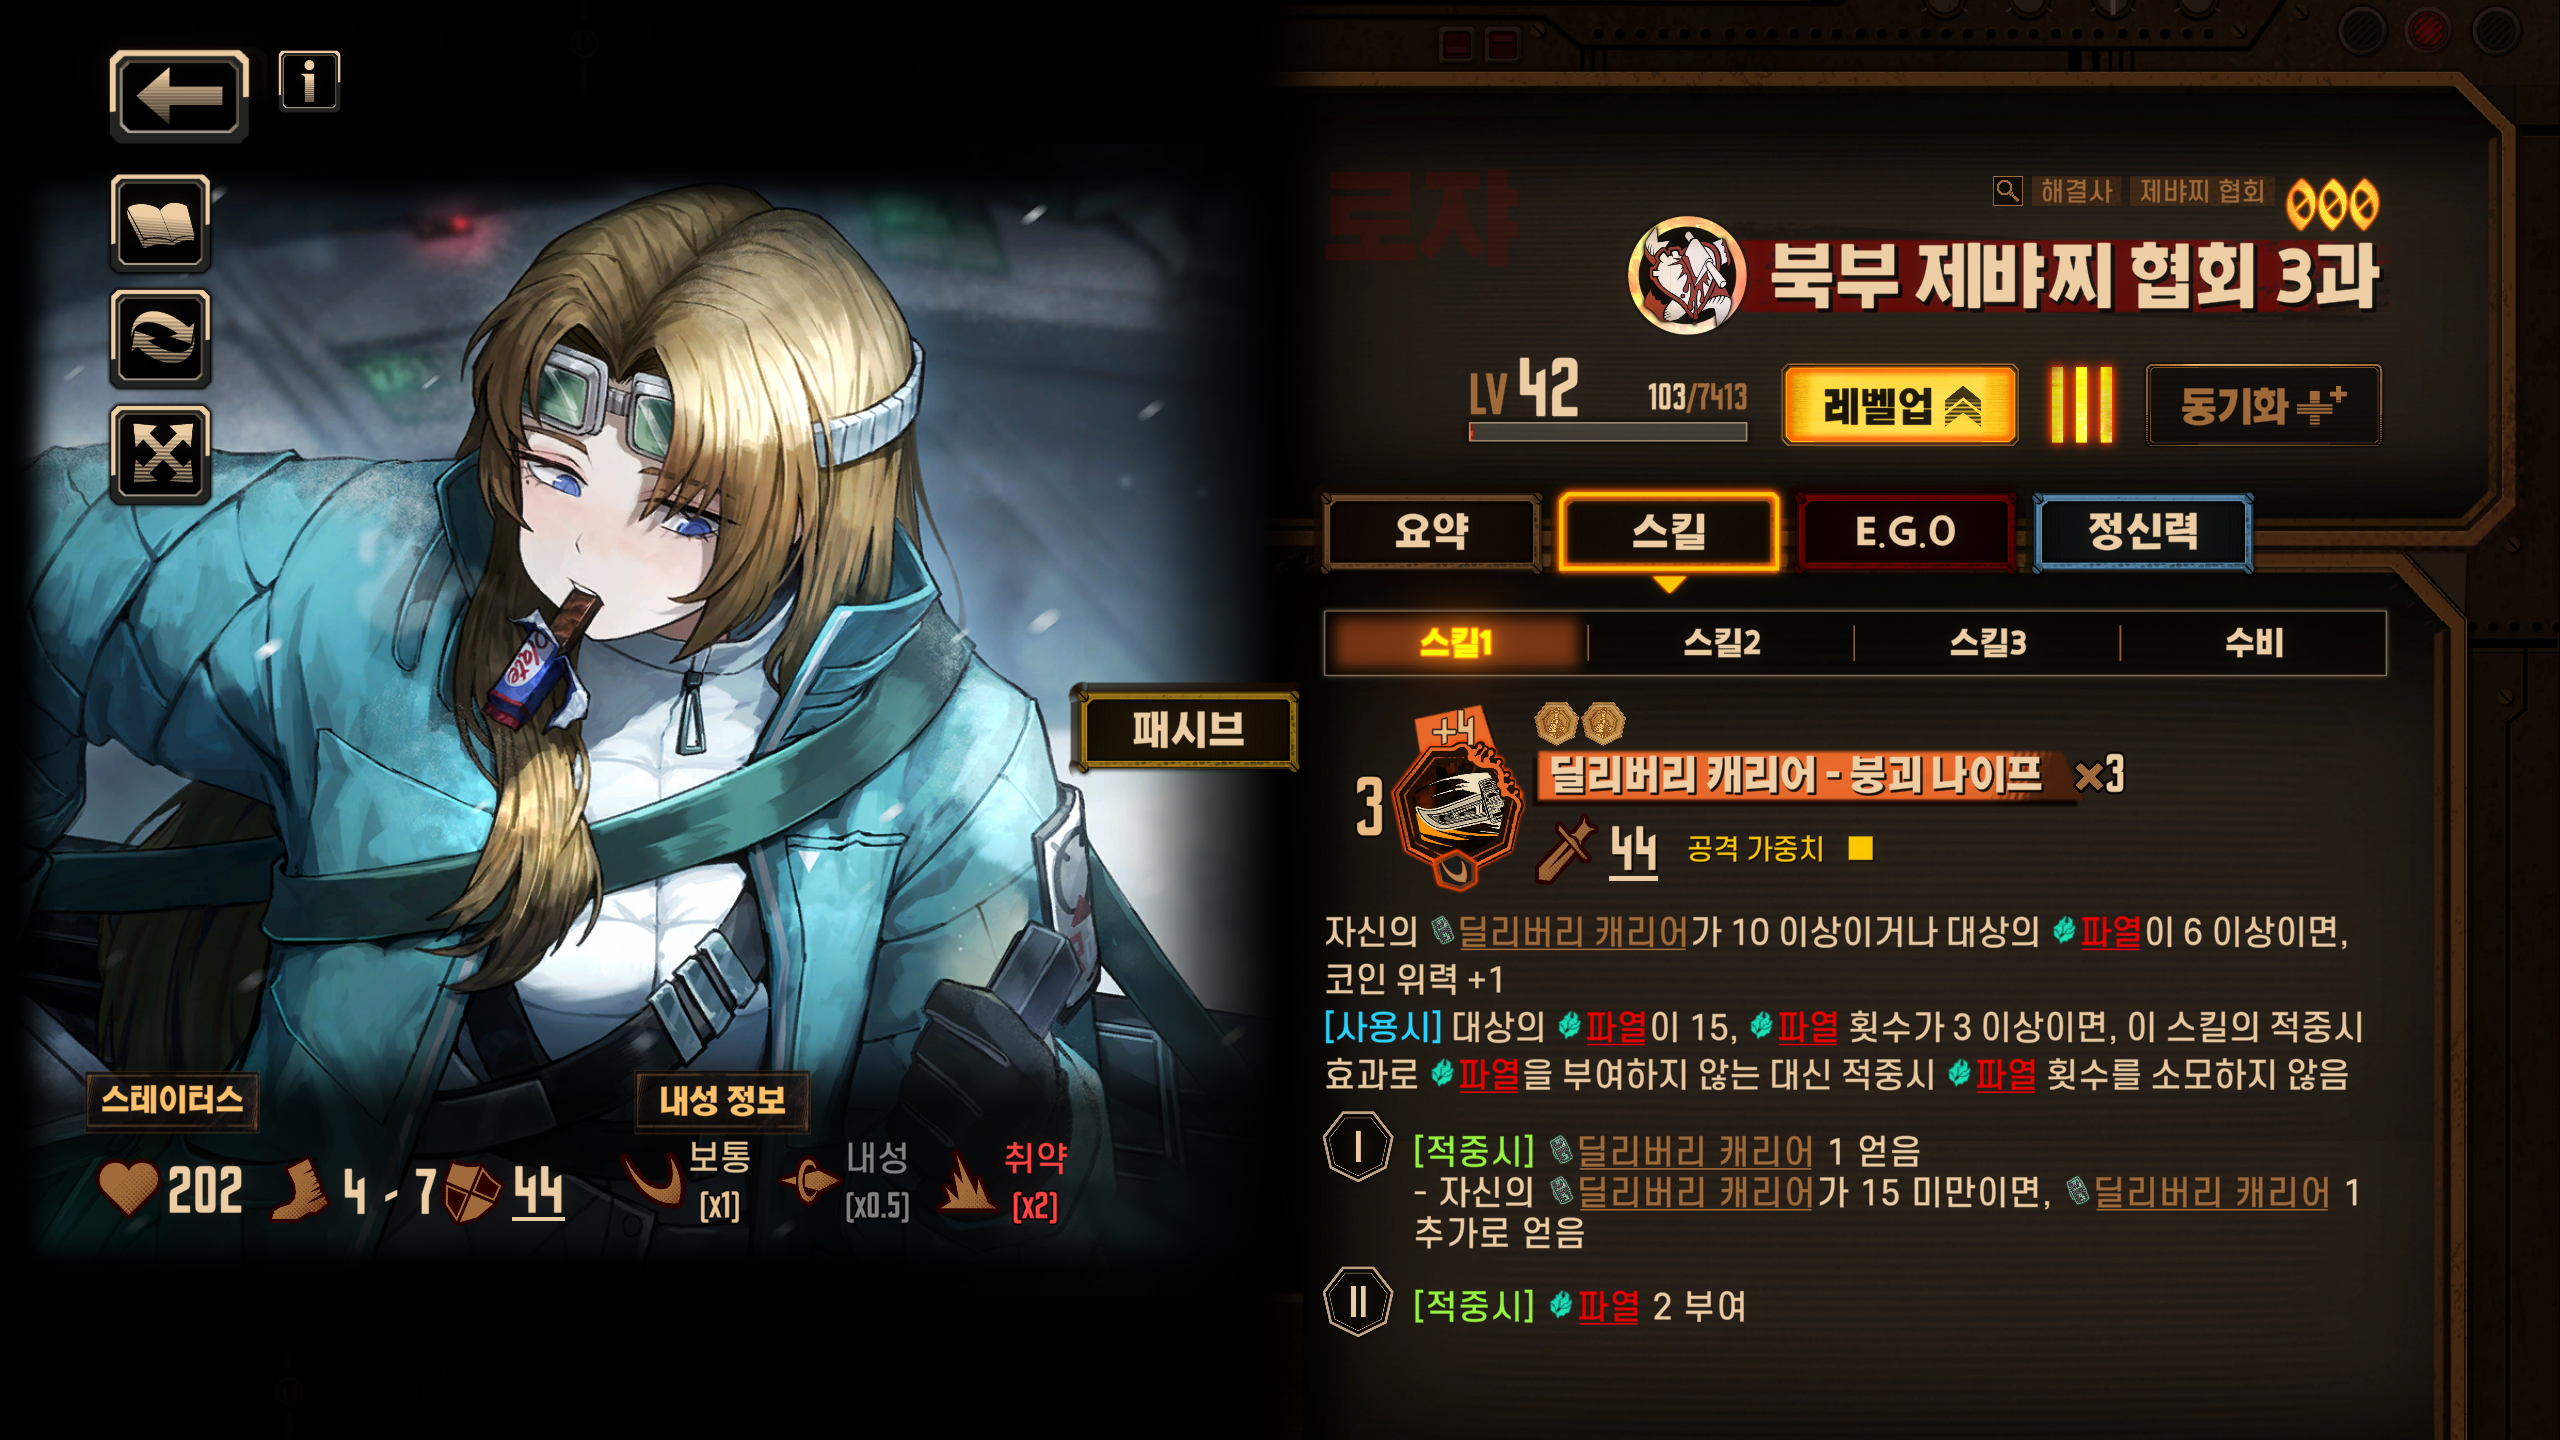 로쟈
해결사 제뱌찌 협회 000
북부 제뱌찌 협회 3과
LV 42 103/7413 레벨업 동기화
요약 스킬 E.G.O 정신력
스킬1 스킬2 스킬3 수비
패시브
+4
3 딜리버리 캐리어 - 붕괴 나이프 ×3
44 공격 가중치
자신의 딜리버리 캐리어가 10 이상이거나 대상의 파열이 6 이상이면,
코인 위력 +1
[사용시] 대상의 파열이 15, 파열 횟수가 3 이상이면, 이 스킬의 적중시
효과로 파열을 부여하지 않는 대신 적중시 파열 횟수를 소모하지 않음
I [적중시] 딜리버리 캐리어 1 얻음
- 자신의 딜리버리 캐리어가 15 미만이면, 딜리버리 캐리어 1
추가로 얻음
II [적중시] 파열 2 부여
스테이터스
202 4 - 7 44
내성 정보
보통 내성 취약
[x1] [x0.5] [x2]